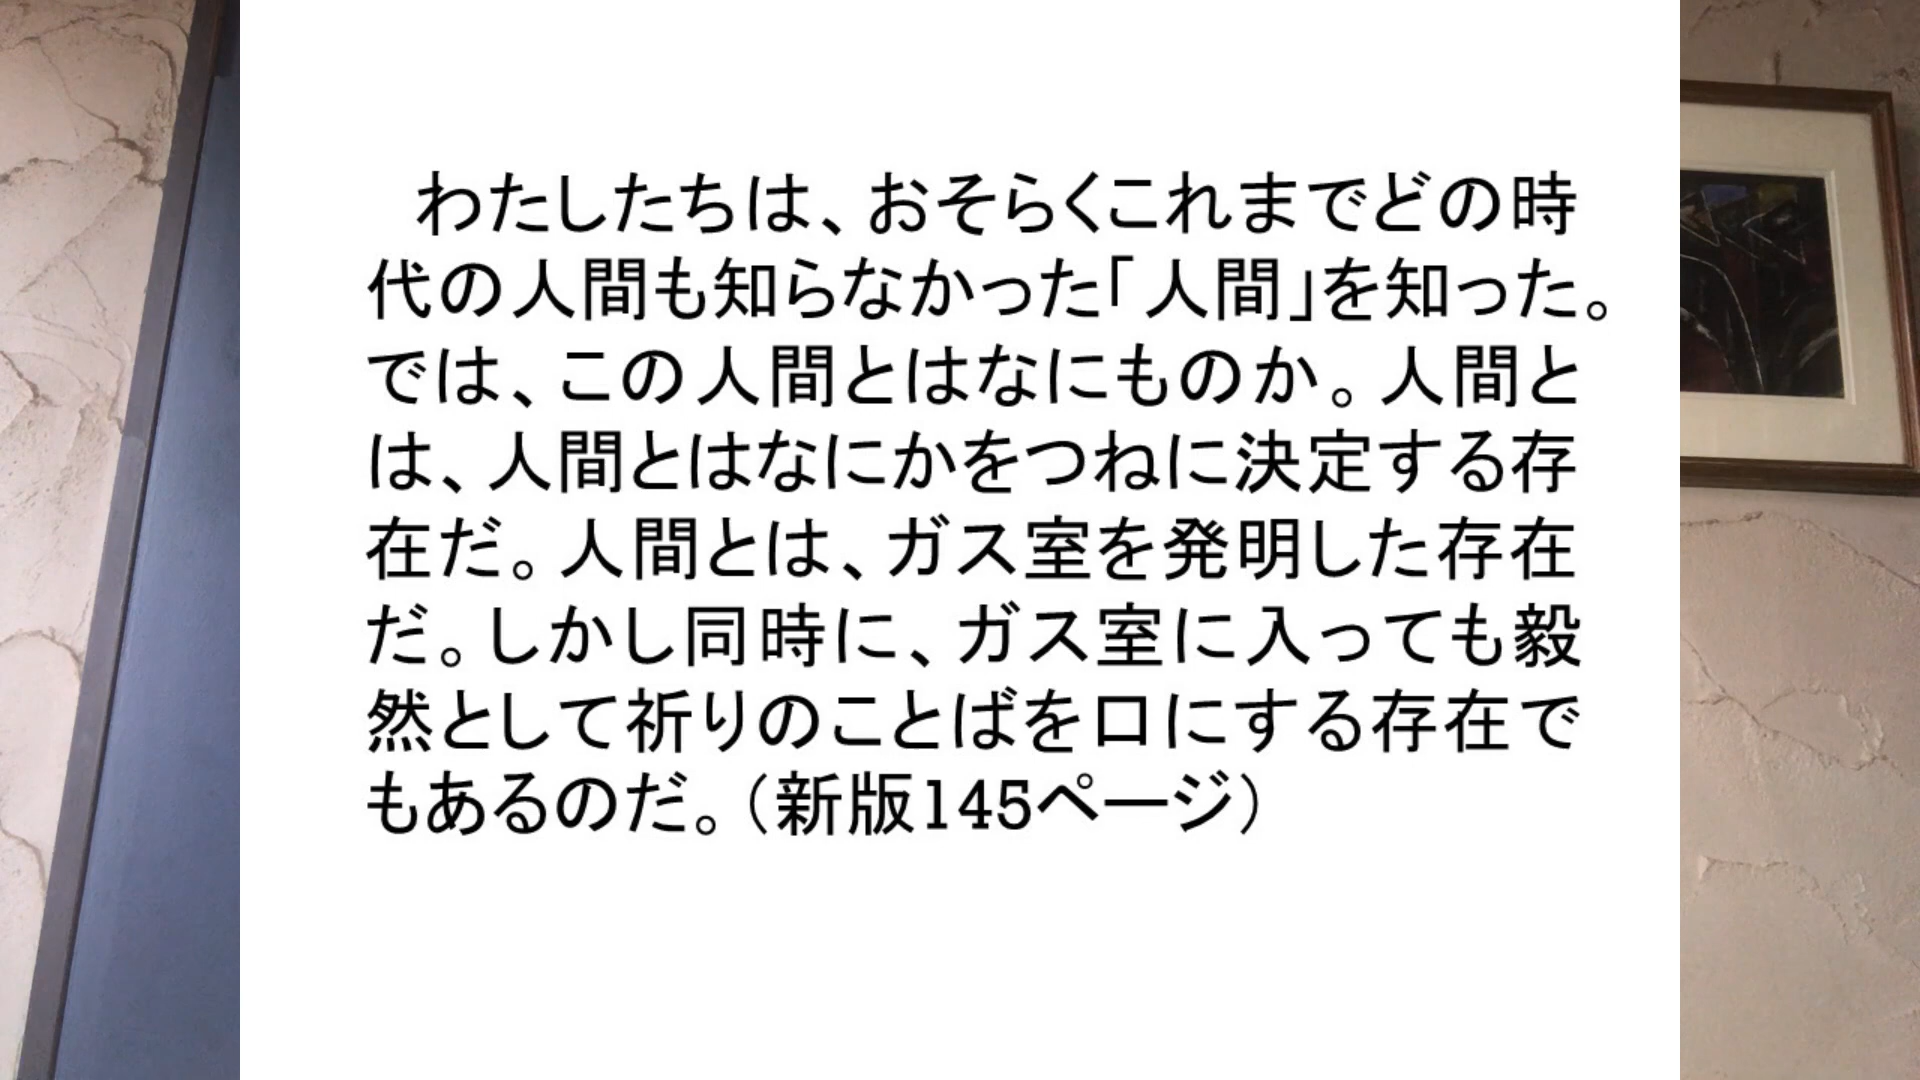 わたしたちは、おそらくこれまでどの時
代の人間も知らなかった「人間」を知った。
では、この人間とはなにものか。人間と
は、人間とはなにかをつねに決定する存
在だ。人間とは、ガス室を発明した存在
だ。しかし同時に、ガス室に入っても毅
然として祈りのことばを口にする存在で
もあるのだ。（新版145ページ）